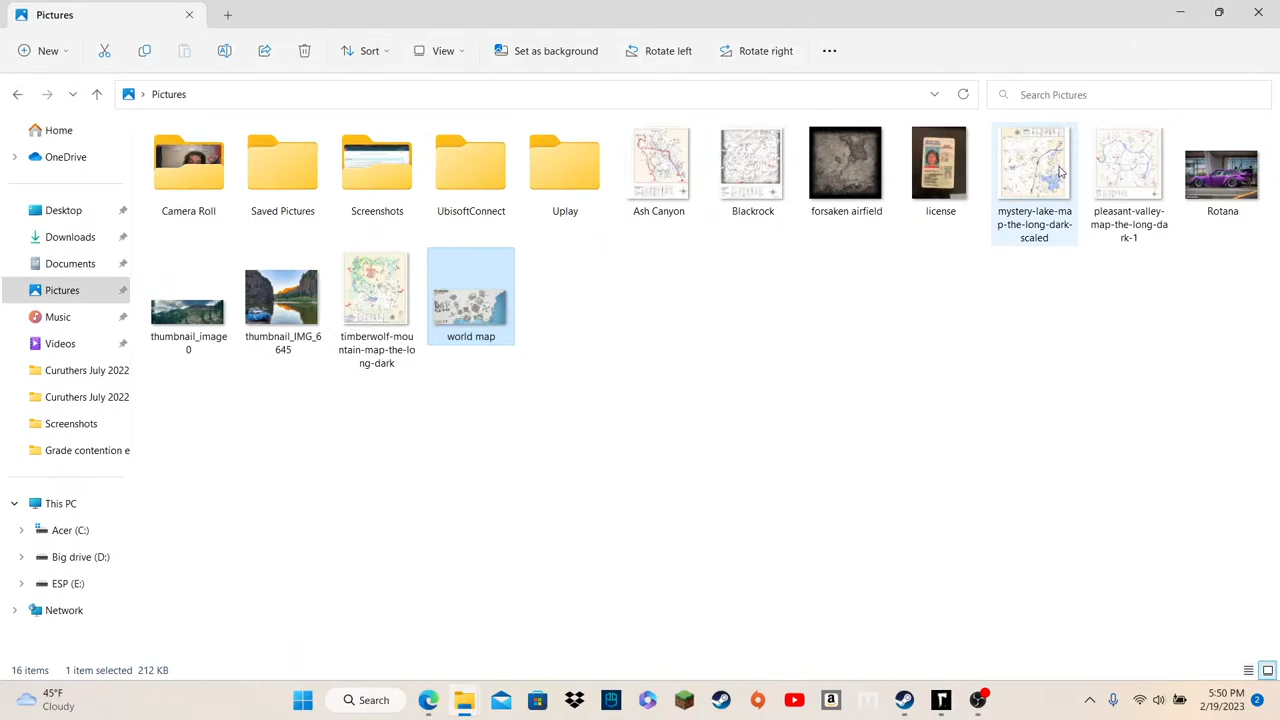 Pictures
New
Sort
View
Set as background
Rotate left
Rotate right
Pictures
Search Pictures
Home
OneDrive
Desktop
Downloads
Documents
Pictures
Music
Videos
Curuthers July 2022
Curuthers July 2022
Screenshots
Grade contention e
This PC
Acer (C:)
Big drive (D:)
ESP (E:)
Network
Camera Roll
Saved Pictures
Screenshots
UbisoftConnect
Uplay
Ash Canyon
Blackrock
forsaken airfield
license
mystery-lake-ma
p-the-long-dark-
scaled
pleasant-valley-
map-the-long-da
rk-1
Rotana
thumbnail_image
0
thumbnail_IMG_6
645
timberwolf-mou
ntain-map-the-lo
ng-dark
world map
16 items
1 item selected 212 KB
45°F
Cloudy
Search
5:50 PM
2/19/2023
2